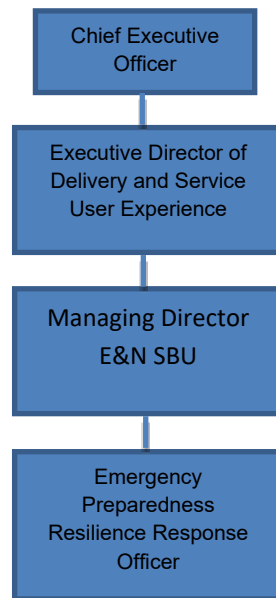 Chief Executive
Officer
Executive Director of
Delivery and Service
User Experience
Managing Director
E&N SBU
Emergency
Preparedness
Resilience Response
Officer